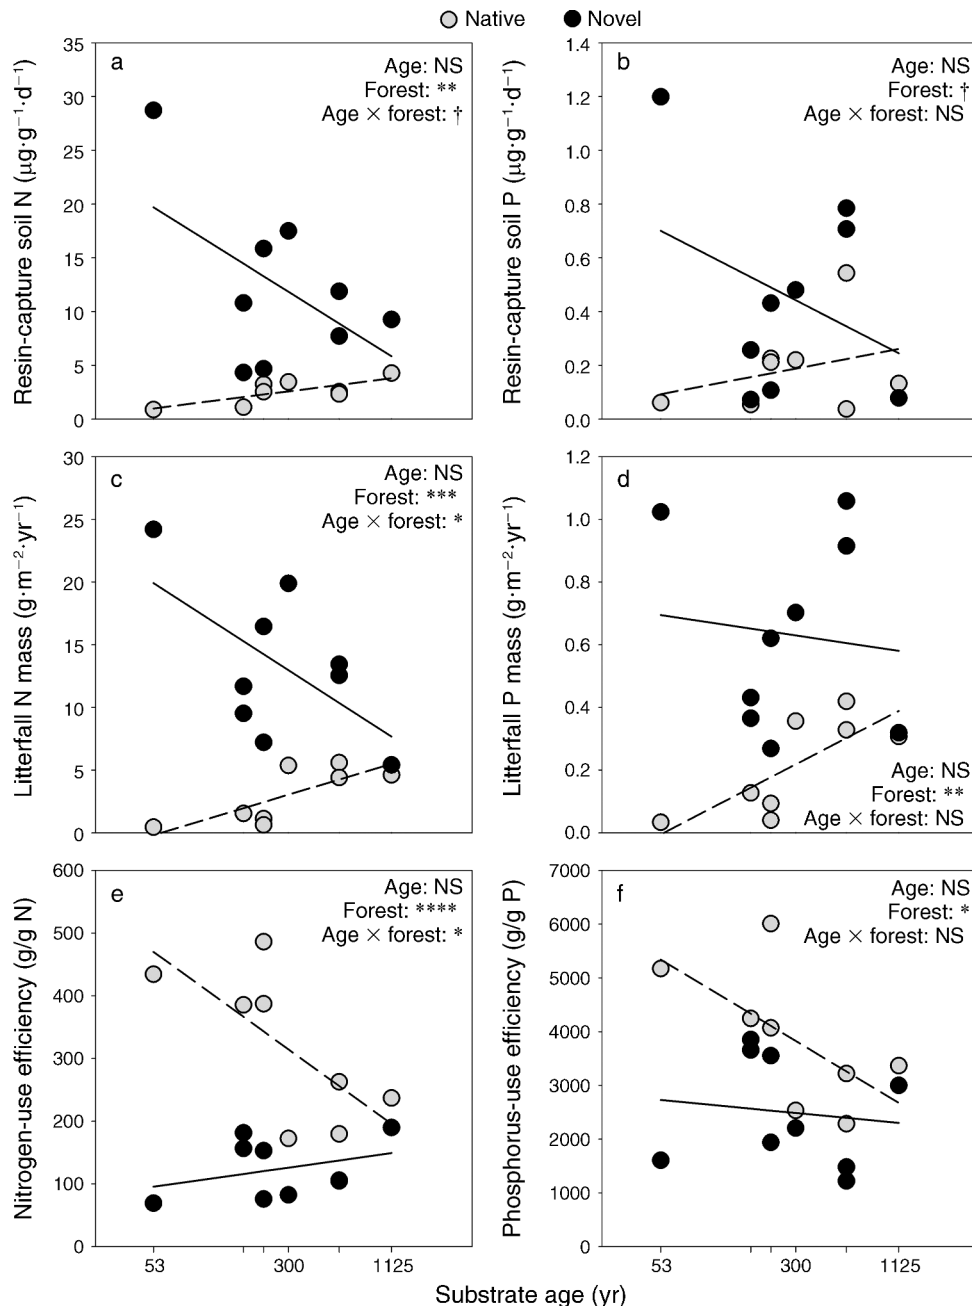 Native Novel
a
Age: NS
Forest: **
Age × forest: †
35
30
25
20
15
10
5
0
Resin-capture soil N (μg·g⁻¹·d⁻¹)
b
Age: NS
Forest: †
Age × forest: NS
1.4
1.2
1.0
0.8
0.6
0.4
0.2
0.0
Resin-capture soil P (μg·g⁻¹·d⁻¹)
c
Age: NS
Forest: ***
Age × forest: *
30
25
20
15
10
5
0
Litterfall N mass (g·m⁻²·yr⁻¹)
d
1.2
1.0
0.8
0.6
0.4
0.2
0.0
Litterfall P mass (g·m⁻²·yr⁻¹)
Age: NS
Forest: **
Age × forest: NS
e
Age: NS
Forest: ****
Age × forest: *
600
500
400
300
200
100
0
Nitrogen-use efficiency (g/g N)
53 300 1125
f
Age: NS
Forest: *
Age × forest: NS
7000
6000
5000
4000
3000
2000
1000
0
Phosphorus-use efficiency (g/g P)
53 300 1125
Substrate age (yr)